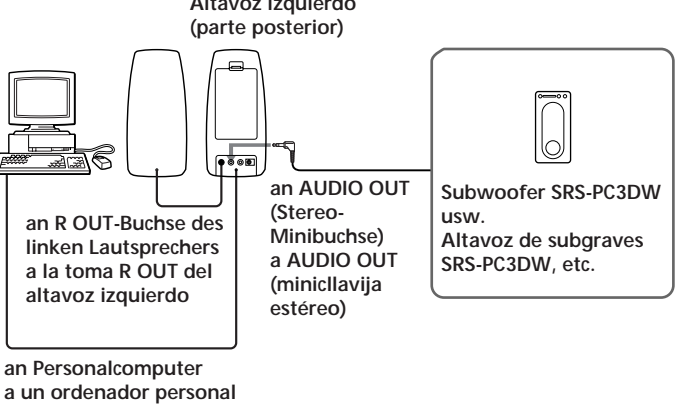 Altavoz izquierdo
(parte posterior)
an R OUT-Buchse des
linken Lautsprechers
a la toma R OUT del
altavoz izquierdo
an AUDIO OUT
(Stereo-
Minibuchse)
a AUDIO OUT
(minicllavija
estéreo)
Subwoofer SRS-PC3DW
usw.
Altavoz de subgraves
SRS-PC3DW, etc.
an Personalcomputer
a un ordenador personal